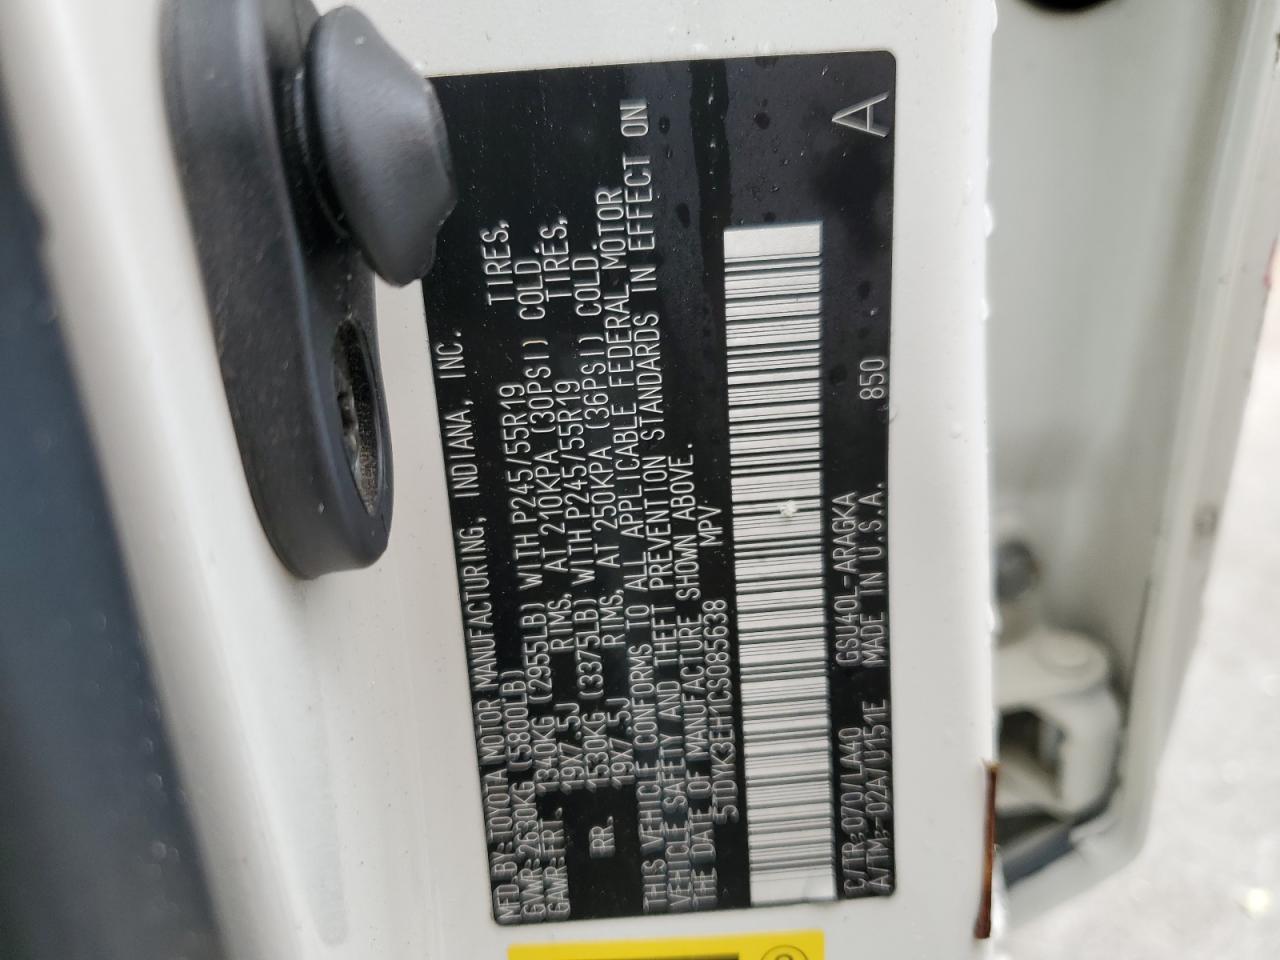 MFD BY: TOYOTA MOTOR MANUFACTURING, INDIANA, INC.
GVWR: 2630KG (5800LB)
GAWR: FRT. 1340KG (2955LB) WITH P245/55R19 TIRES,
19X7.5J RIMS, AT 210KPA (30PSI) COLD.
RR. 1530KG (3375LB) WITH P245/55R19 TIRES,
19X7.5J RIMS, AT 250KPA (36PSI) COLD.
THIS VEHICLE CONFORMS TO ALL APPLICABLE FEDERAL MOTOR
VEHICLE SAFETY AND THEFT PREVENTION STANDARDS IN EFFECT ON
THE DATE OF MANUFACTURE SHOWN ABOVE.
5TDYK3EH1CS085638 MPV
C/TR: 070/LA40 GSU40L-ARAGKA 850 A
A/TM: -02A/U151E MADE IN U.S.A.